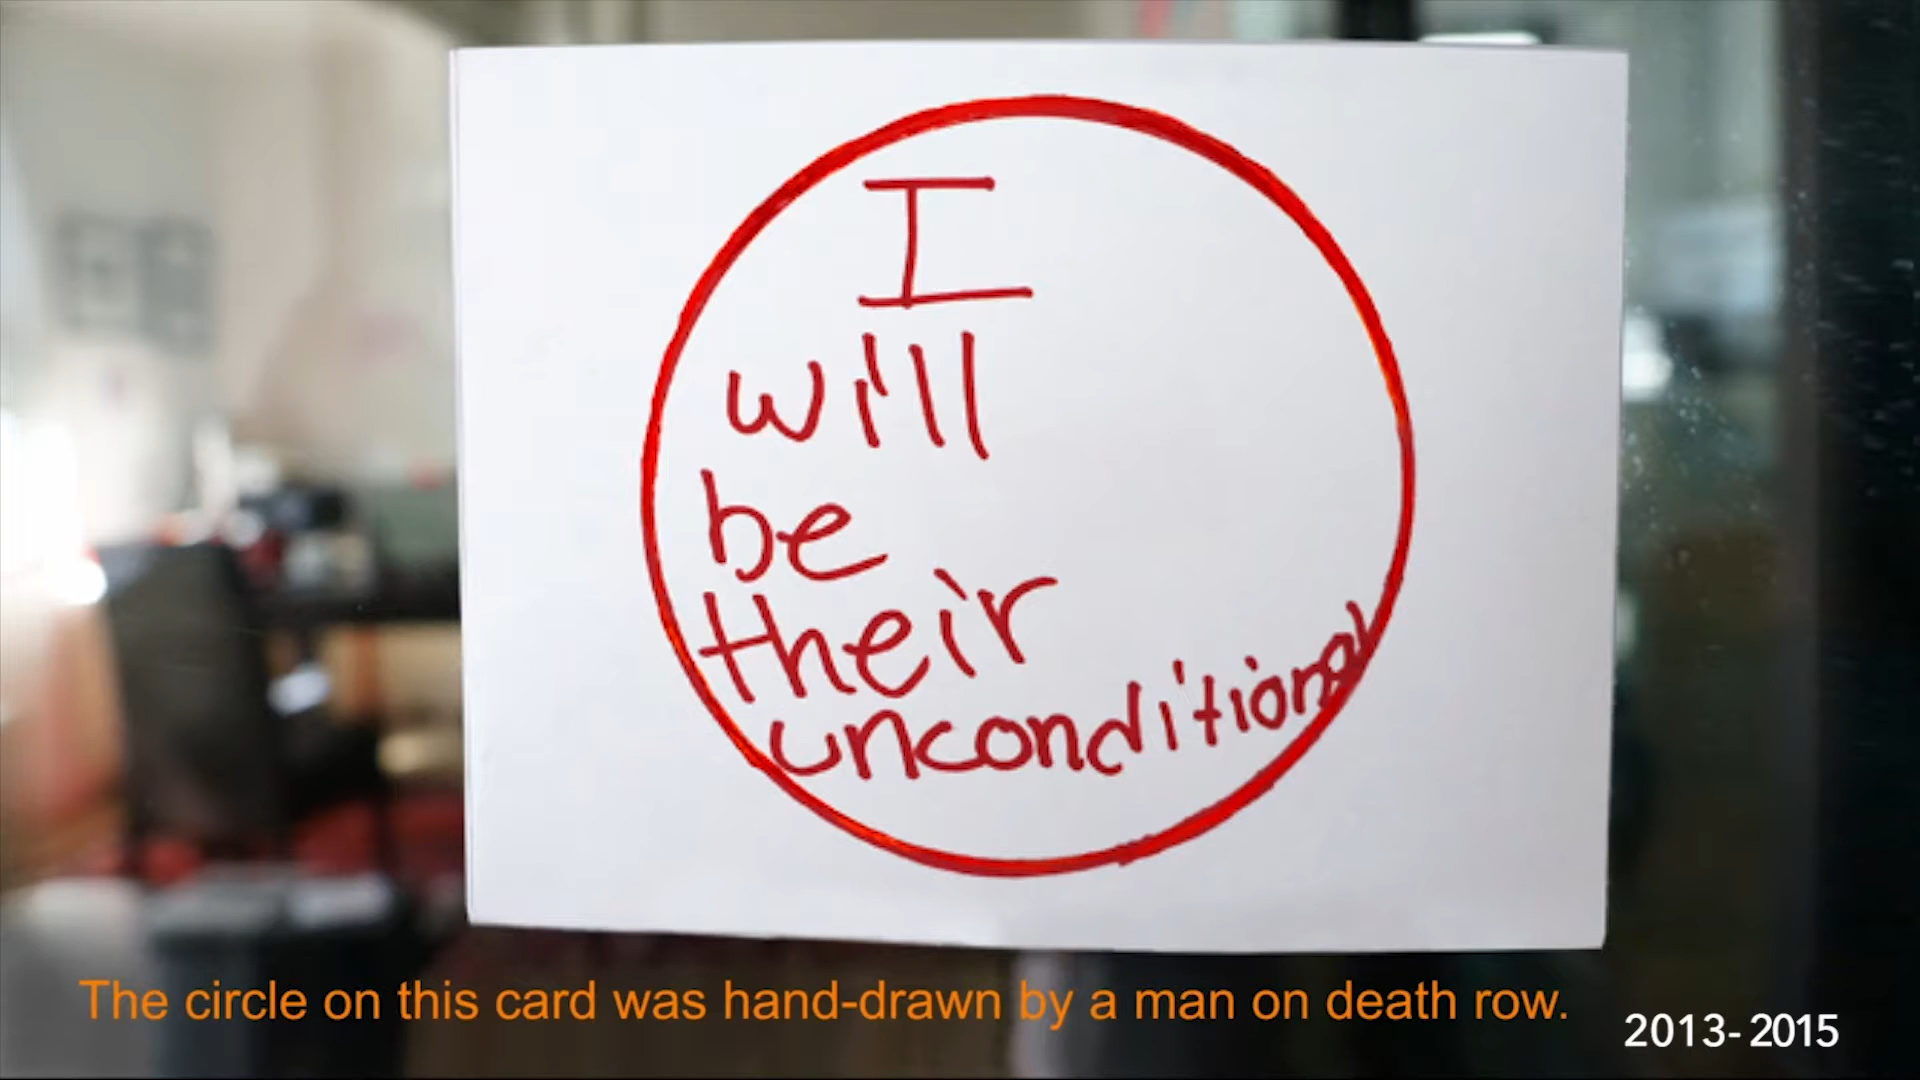 I
will
be
their
unconditional
The circle on this card was hand-drawn by a man on death row.
2013-2015